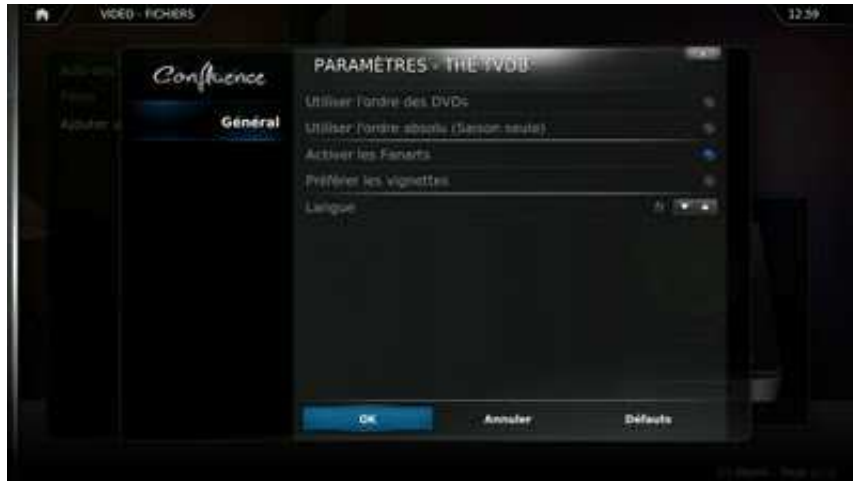 VIDÉO - FICHIERS
12:59
Confluence
PARAMÈTRES - THE TVDB
Général
Utiliser l'ordre des DVDs
Utiliser l'ordre absolu (Saison seule)
Activer les Fanarts
Préférer les vignettes
Langue fr
OK Annuler Défauts